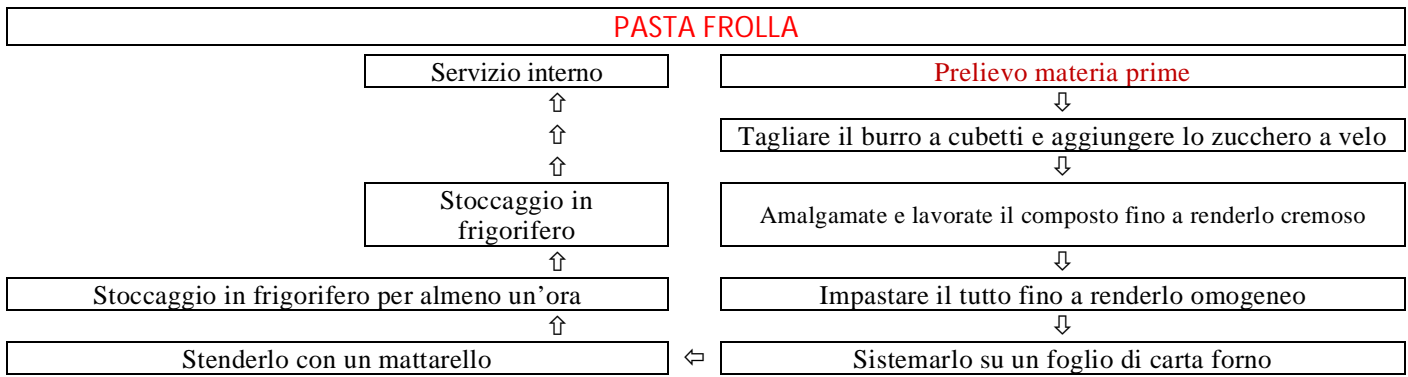 PASTA FROLLA
Servizio interno
Prelievo materia prime
⇧
⇩
⇧
Tagliare il burro a cubetti e aggiungere lo zucchero a velo
⇧
⇩
Stoccaggio in
frigorifero
Amalgamate e lavorate il composto fino a renderlo cremoso
⇧
⇩
Stoccaggio in frigorifero per almeno un’ora
Impastare il tutto fino a renderlo omogeneo
⇧
⇩
Stenderlo con un mattarello
⇦
Sistemarlo su un foglio di carta forno